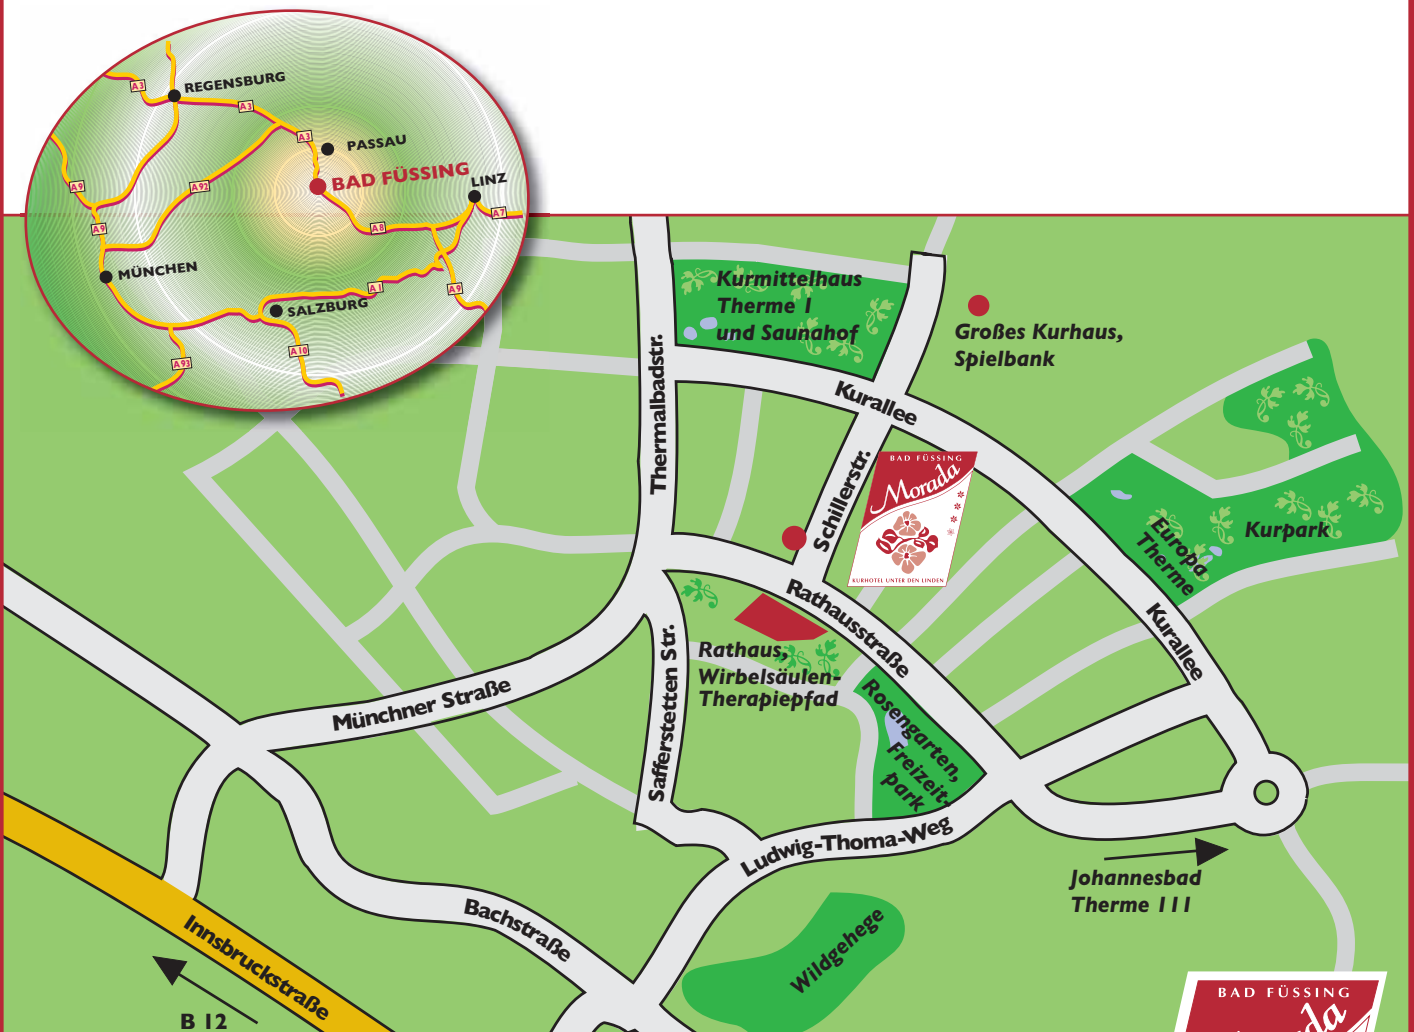 A3
REGENSBURG
A3
A3
PASSAU
BAD FÜSSING
LINZ
A9
A92
A7
A9
A8
MÜNCHEN
A1
A9
SALZBURG
A10
A93
Kurmittelhaus
Therme I
und Saunahof
Großes Kurhaus,
Spielbank
Thermalbadstr.
Kurallee
Schillerstr.
BAD FÜSSING
Morada
KURHOTEL UNTER DEN LINDEN
Europa
Therme
Kurpark
Rathausstraße
Kurallee
Rathaus,
Wirbelsäulen-
Therapiepfad
Safferstetten Str.
Münchner Straße
Rosengarten,
Freizeit-
park
Ludwig-Thoma-Weg
Johannesbad
Therme 111
Bachstraße
Wildgehege
Innsbruckstraße
B 12
BAD FÜSSING